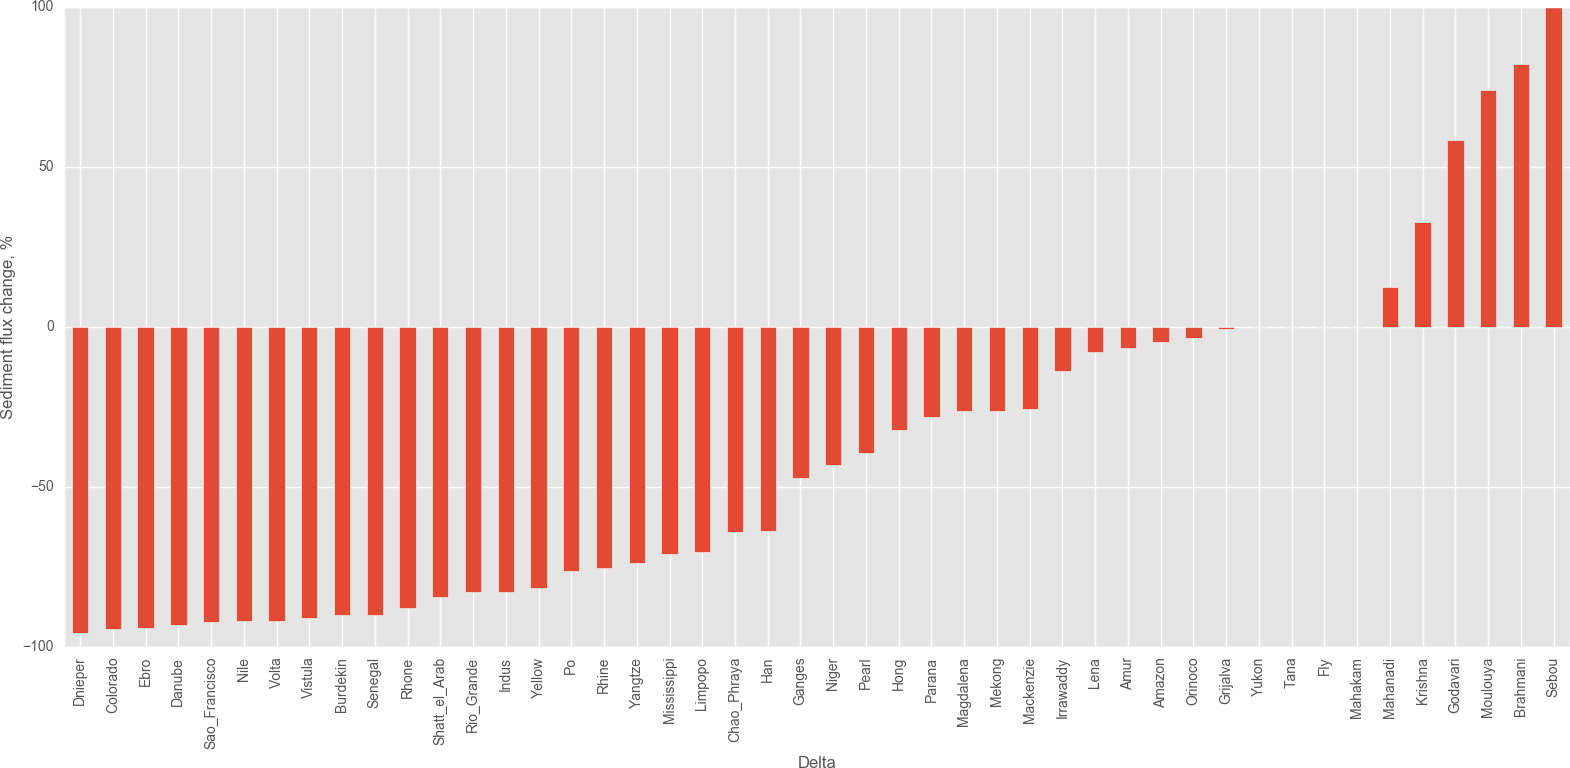 100
50
0
−50
−100
Sediment flux change, %
Dnieper
Colorado
Ebro
Danube
Sao_Francisco
Nile
Volta
Vistula
Burdekin
Senegal
Rhone
Shatt_el_Arab
Rio_Grande
Indus
Yellow
Po
Rhine
Yangtze
Mississippi
Limpopo
Chao_Phraya
Han
Ganges
Niger
Pearl
Hong
Parana
Magdalena
Mekong
Mackenzie
Irrawaddy
Lena
Amur
Amazon
Orinoco
Grijalva
Yukon
Tana
Fly
Mahakam
Mahanadi
Krishna
Godavari
Moulouya
Brahmani
Sebou
Delta